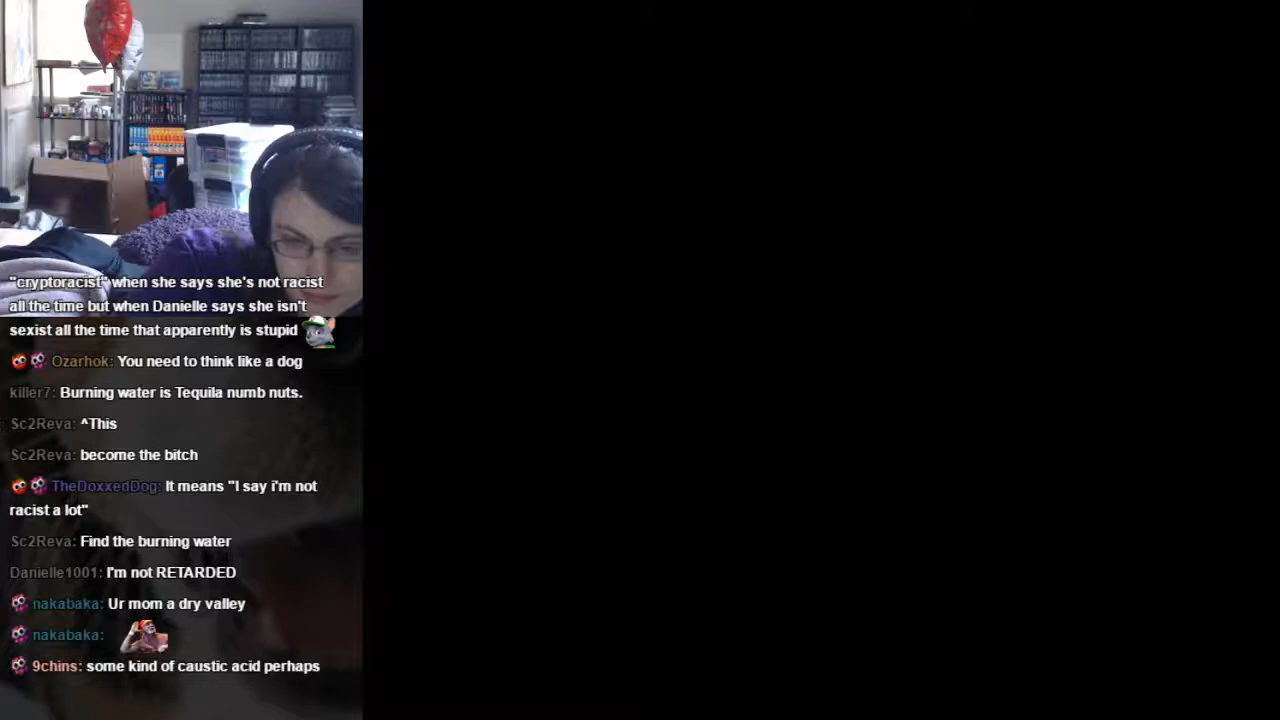 "cryptoracist" when she says she's not racist
all the time but when Danielle says she isn't
sexist all the time that apparently is stupid
Ozarhok: You need to think like a dog
killer7: Burning water is Tequila numb nuts.
Sc2Reva: ^This
Sc2Reva: become the bitch
TheDoxxedDog: It means "I say i'm not
racist a lot"
Sc2Reva: Find the burning water
Danielle1001: I'm not RETARDED
nakabaka: Ur mom a dry valley
nakabaka:
9chins: some kind of caustic acid perhaps